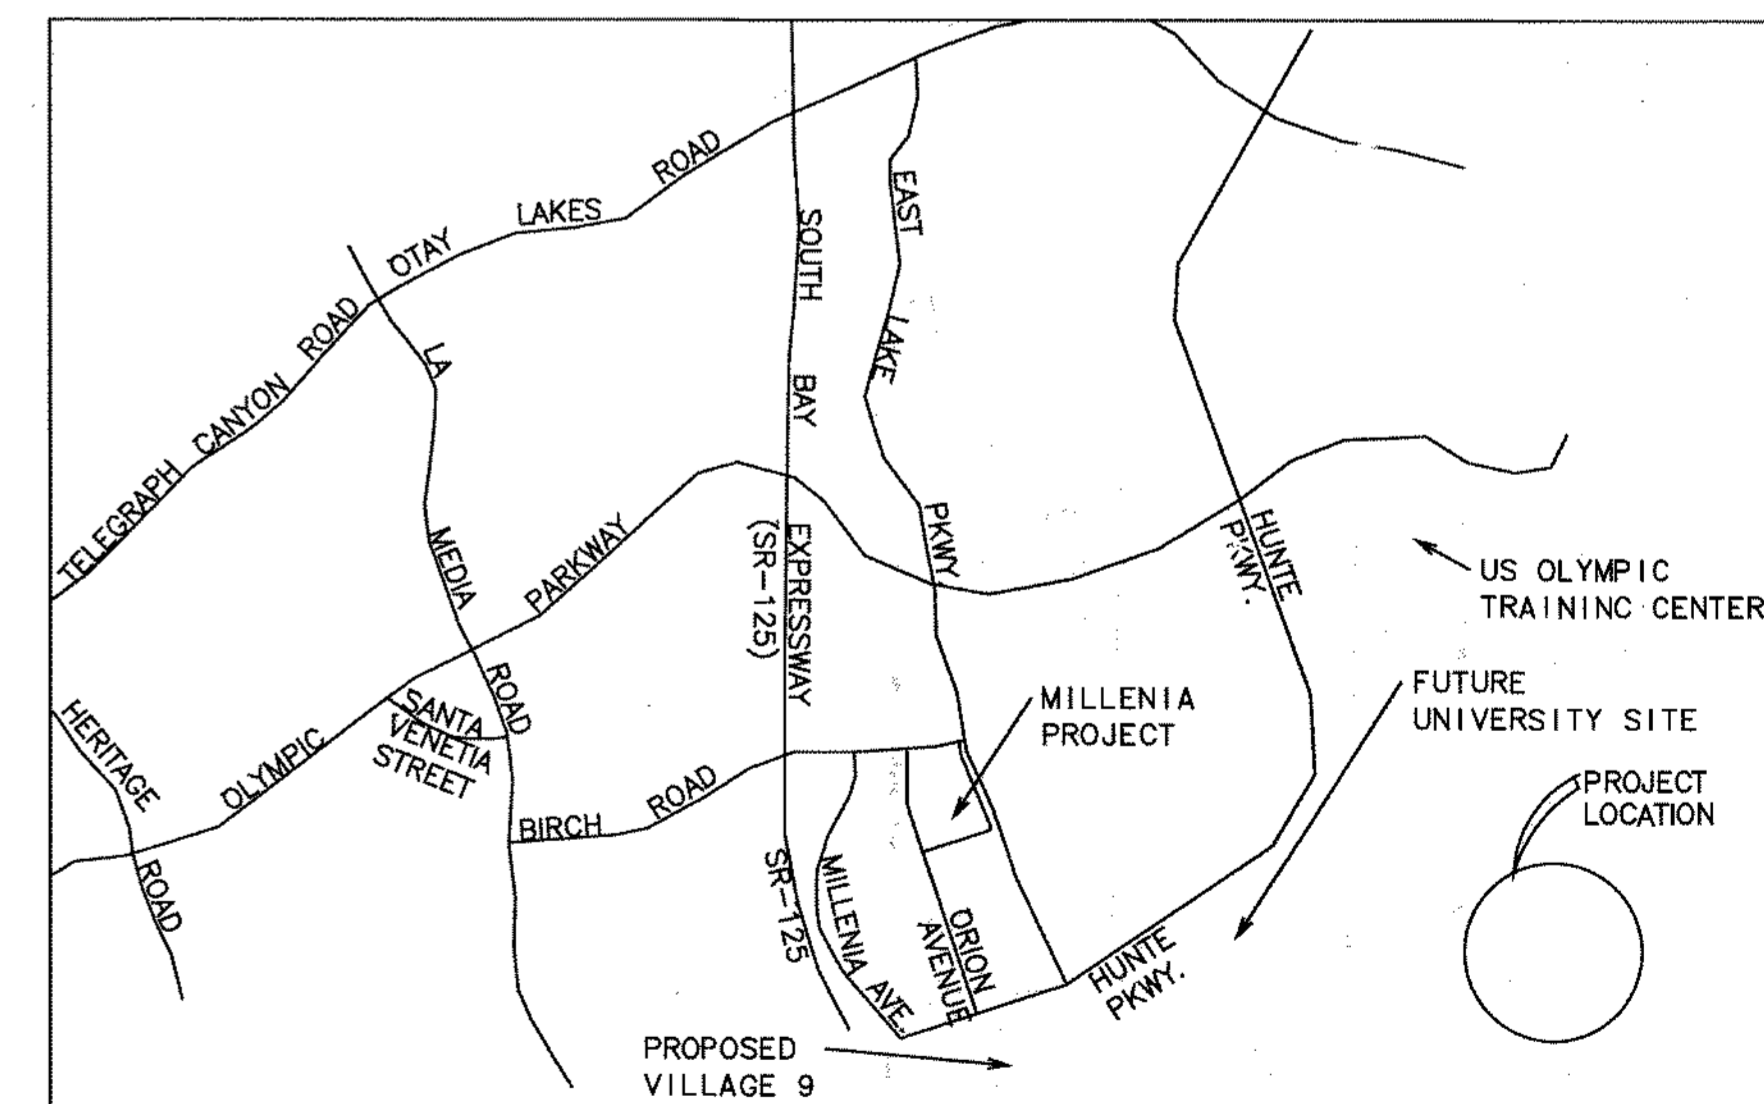 TELEGRAPH CANYON ROAD
OTAY LAKES ROAD
LA MEDIA ROAD
SOUTH BAY EXPRESSWAY
(SR-125)
EAST LAKE PKWY
OLYMPIC PARKWAY
HUNTE
PKWY.
US OLYMPIC
TRAININC CENTER
SANTA
VENETIA
STREET
HERITAGE ROAD
BIRCH ROAD
MILLENIA
PROJECT
FUTURE
UNIVERSITY SITE
PROJECT
LOCATION
SR-125
MILLENIA AVE.
ORION
AVENUE
HUNTE
PKWY.
PROPOSED
VILLAGE 9